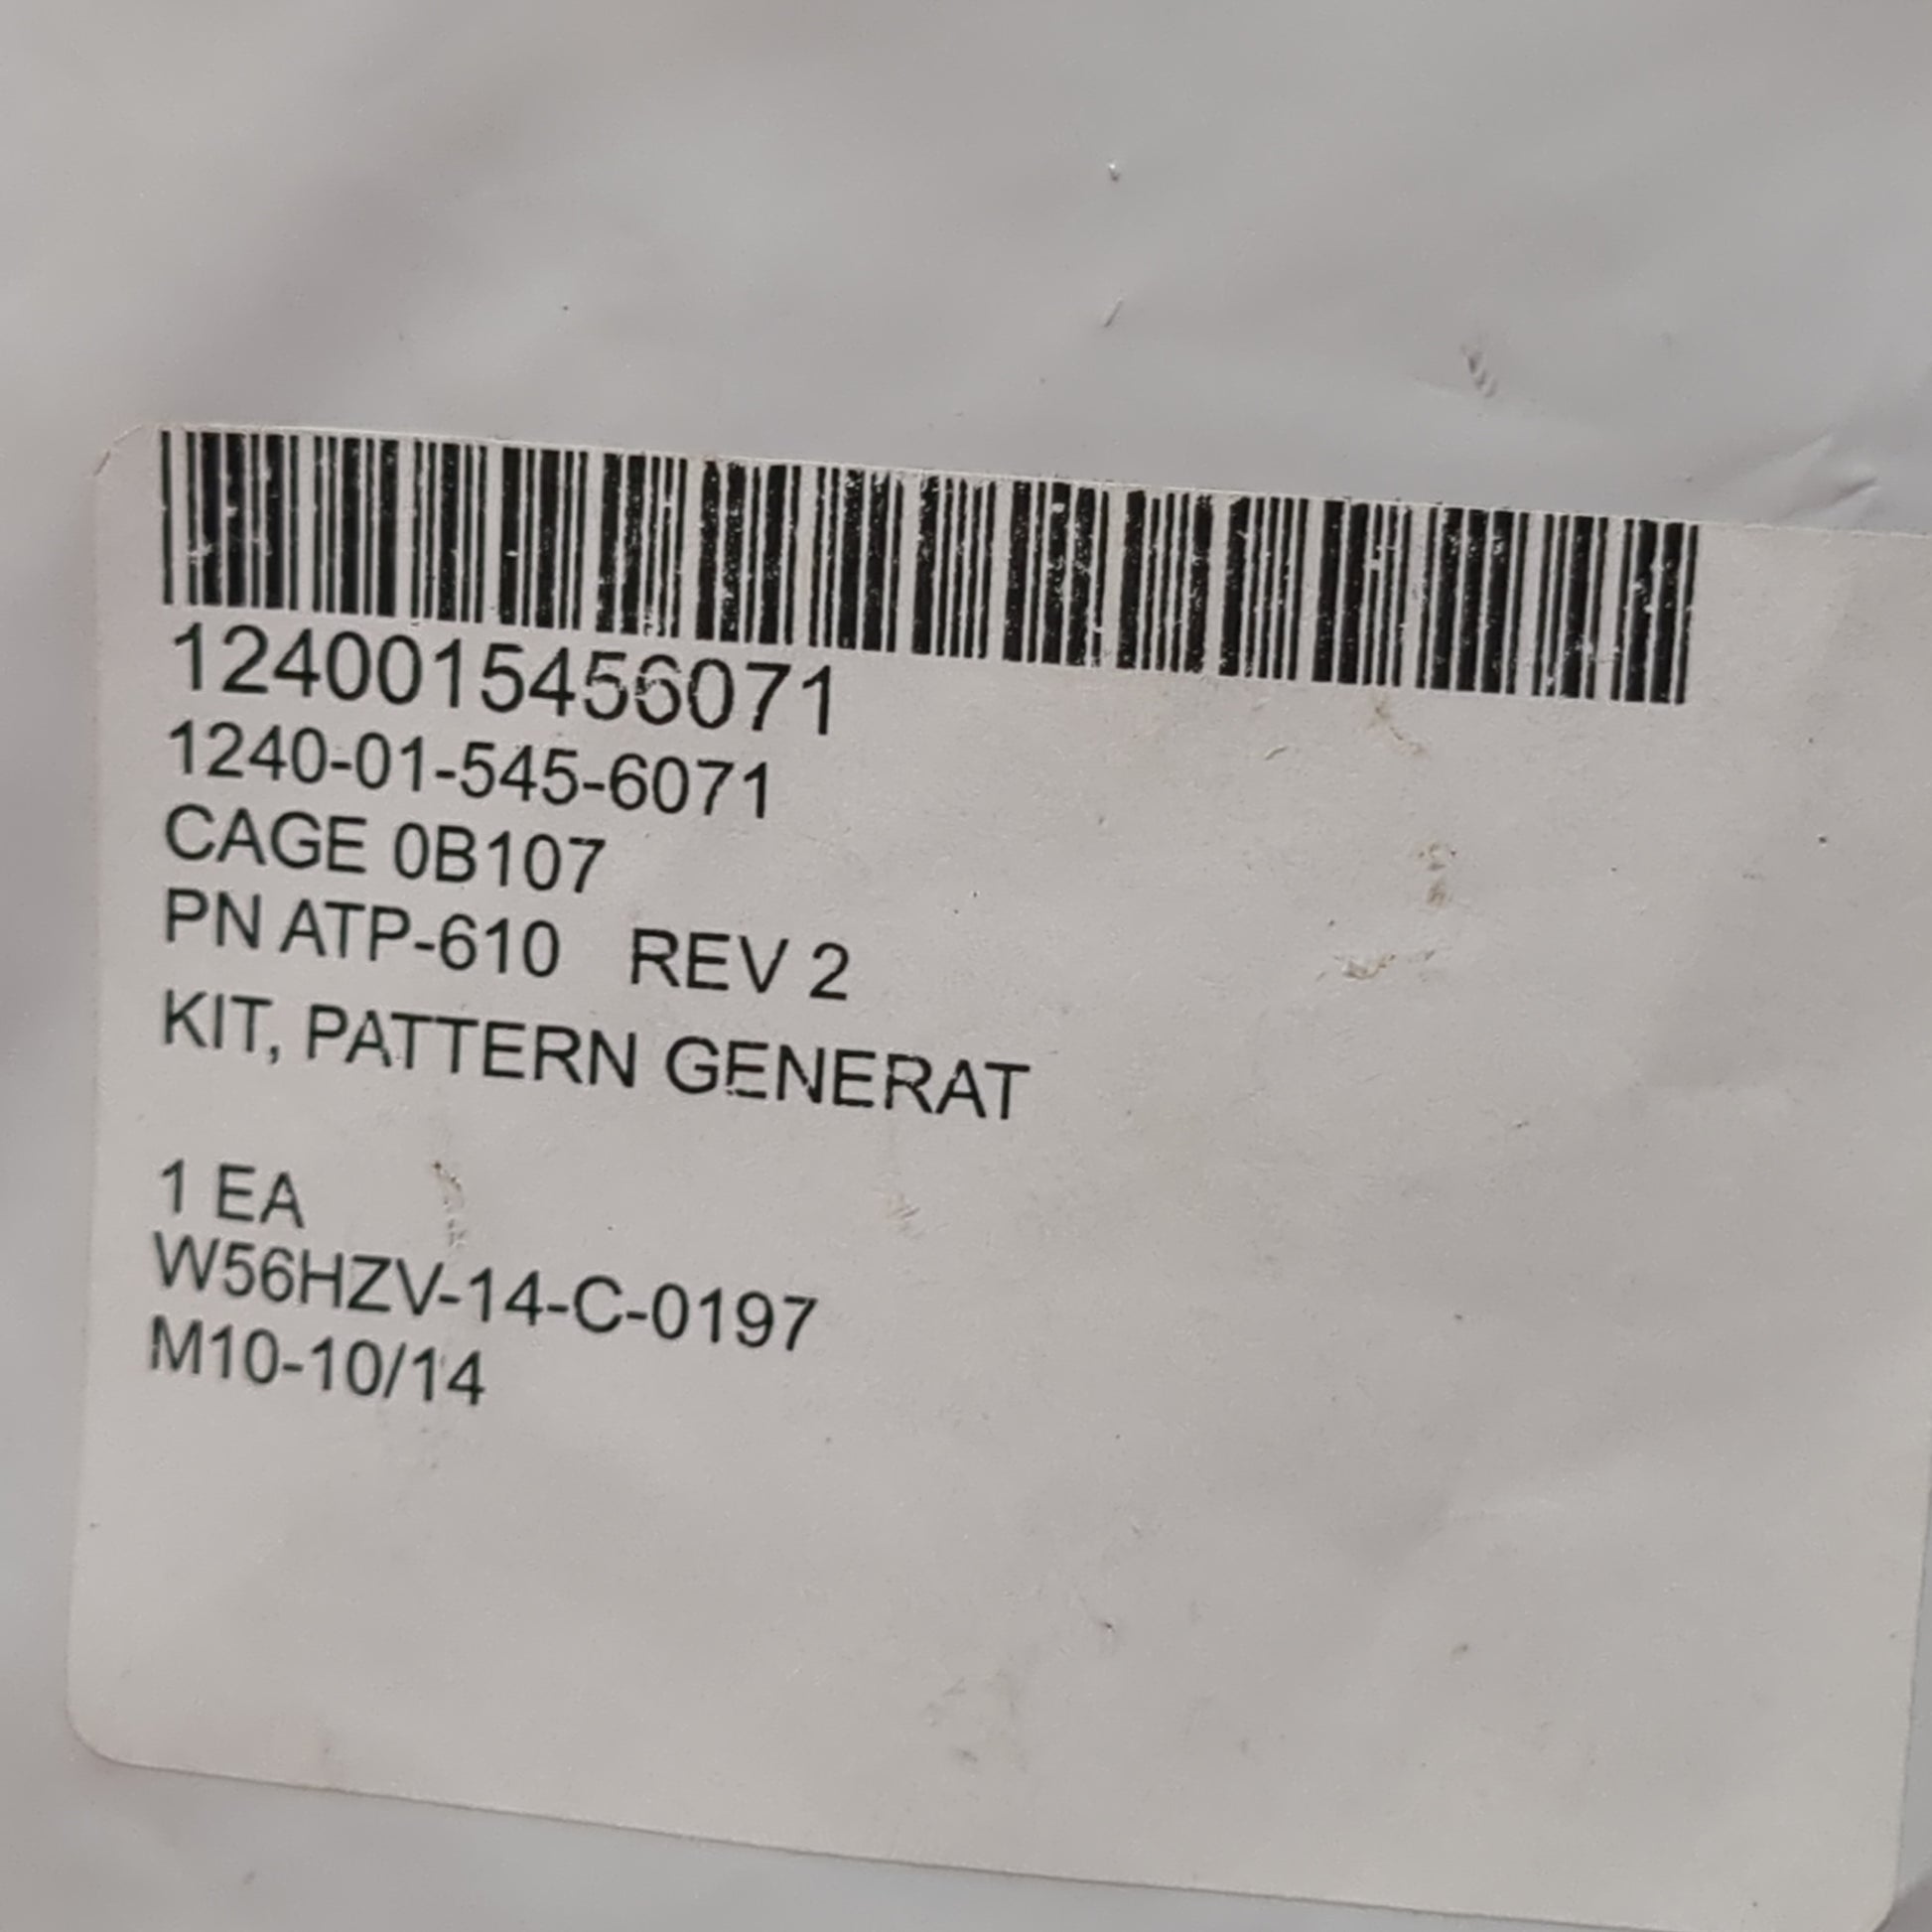 1240015456071
1240-01-545-6071
CAGE 0B107
PN ATP-610 REV 2
KIT, PATTERN GENERAT
1 EA
W56HZV-14-C-0197
M10-10/14